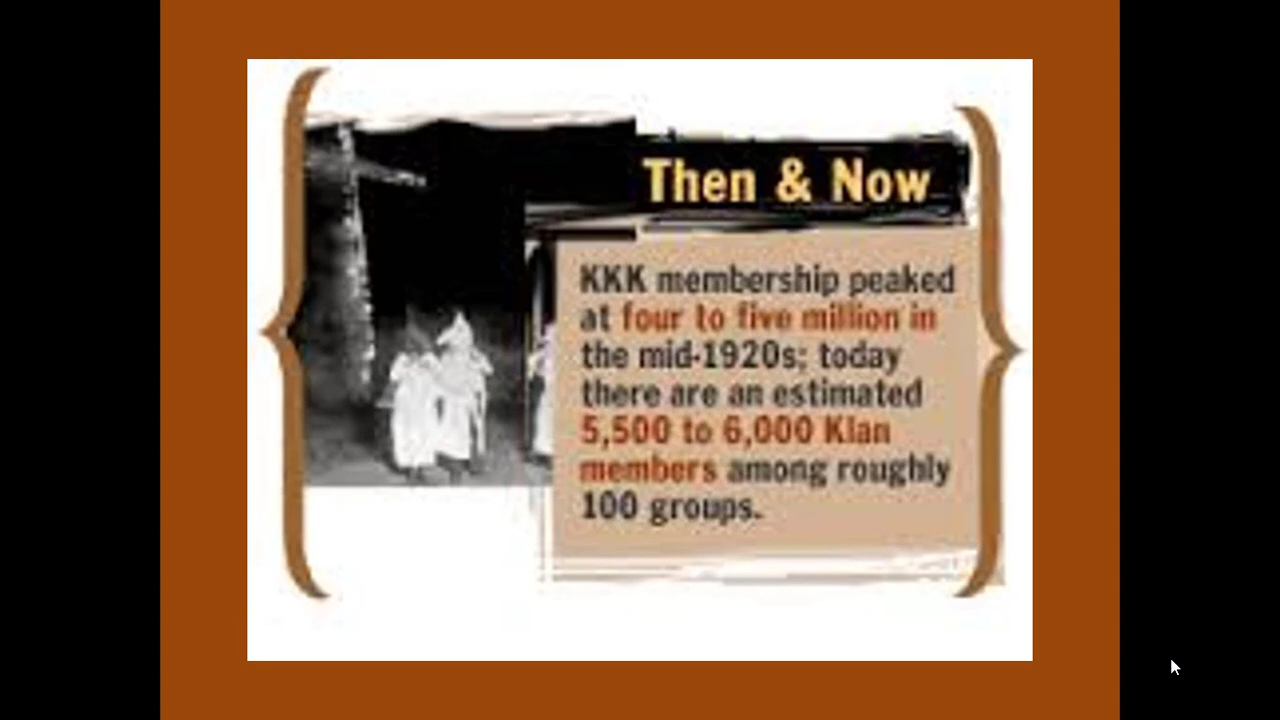 Then & Now
KKK membership peaked
at four to five million in
the mid-1920s; today
there are an estimated
5,500 to 6,000 Klan
members among roughly
100 groups.